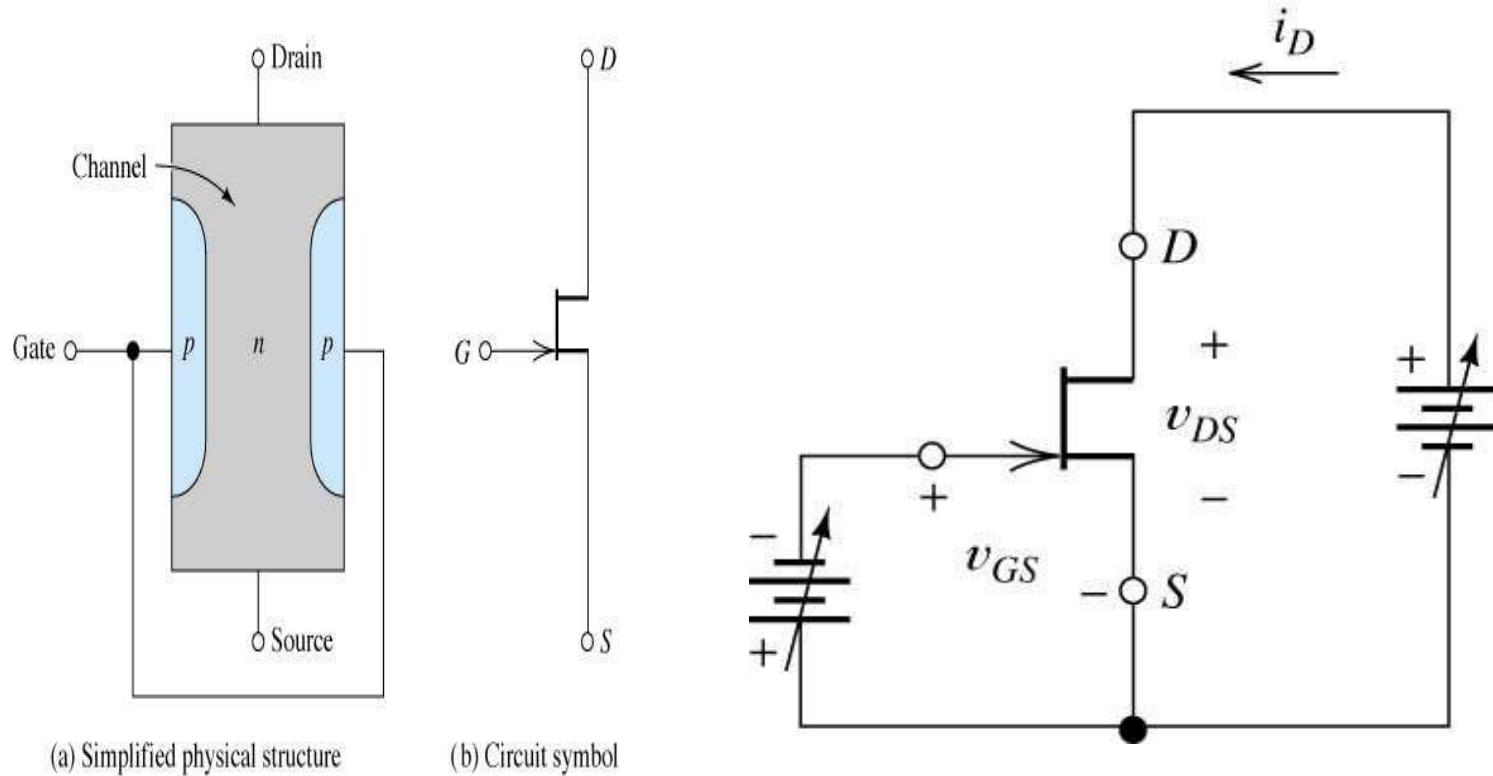 Drain
Channel
Gate
p
n
p
Source
(a) Simplified physical structure
D
G
S
(b) Circuit symbol
i_D
D
+
v_DS
−
+
−
+
v_GS
−
S
−
+